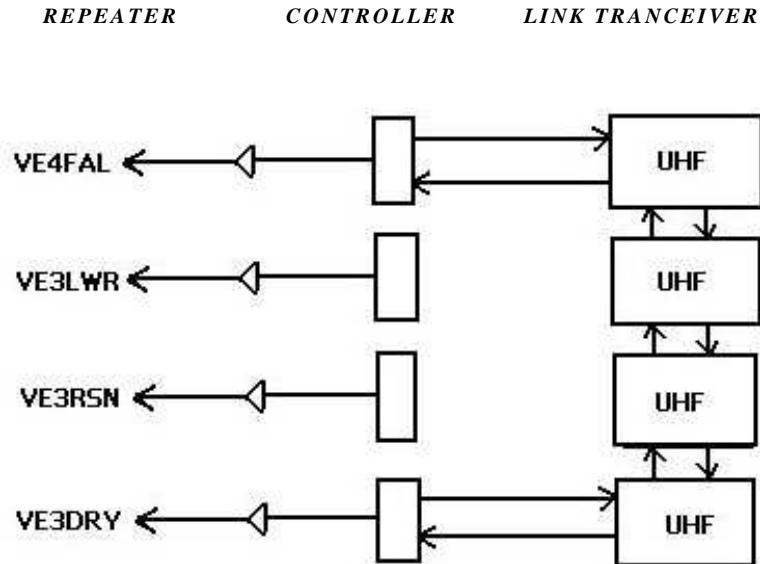 REPEATER CONTROLLER LINK TRANCEIVER
VE4FAL UHF
VE3LWR UHF
VE3RSN UHF
VE3DRY UHF